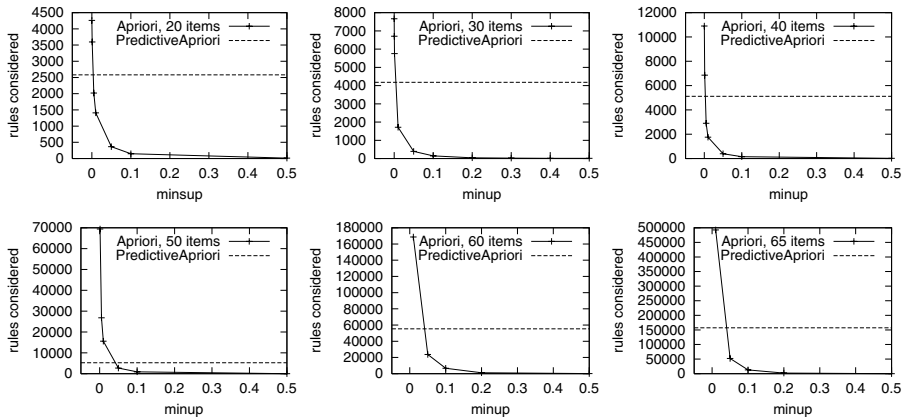 4500
4000
3500
3000
2500
2000
1500
1000
500
0
rules considered
Apriori, 20 items
PredictiveApriori
0 0.1 0.2 0.3 0.4 0.5
minsup
8000
7000
6000
5000
4000
3000
2000
1000
0
rules considered
Apriori, 30 items
PredictiveApriori
0 0.1 0.2 0.3 0.4 0.5
minup
12000
10000
8000
6000
4000
2000
0
rules considered
Apriori, 40 items
PredictiveApriori
0 0.1 0.2 0.3 0.4 0.5
minup
70000
60000
50000
40000
30000
20000
10000
0
rules considered
Apriori, 50 items
PredictiveApriori
0 0.1 0.2 0.3 0.4 0.5
minup
180000
160000
140000
120000
100000
80000
60000
40000
20000
0
rules considered
Apriori, 60 items
PredictiveApriori
0 0.1 0.2 0.3 0.4 0.5
minup
500000
450000
400000
350000
300000
250000
200000
150000
100000
50000
0
rules considered
Apriori, 65 items
PredictiveApriori
0 0.1 0.2 0.3 0.4 0.5
minup